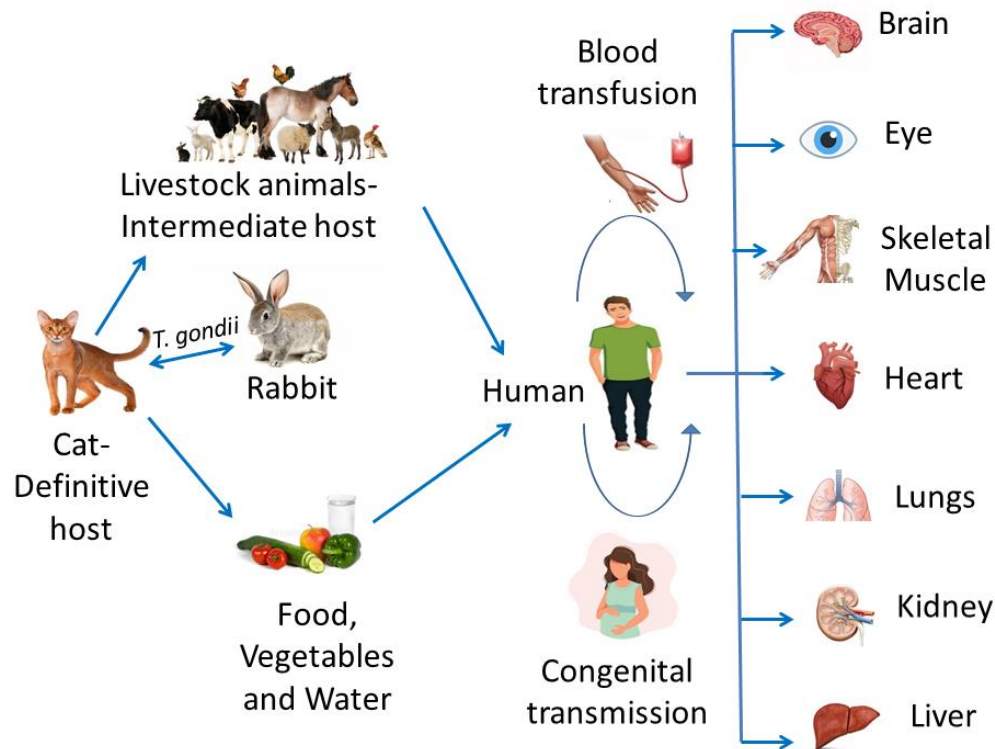 Livestock animals-
Intermediate host
T. gondii
Rabbit
Cat-
Definitive
host
Food,
Vegetables
and Water
Human
Blood
transfusion
Congenital
transmission
Brain
Eye
Skeletal
Muscle
Heart
Lungs
Kidney
Liver